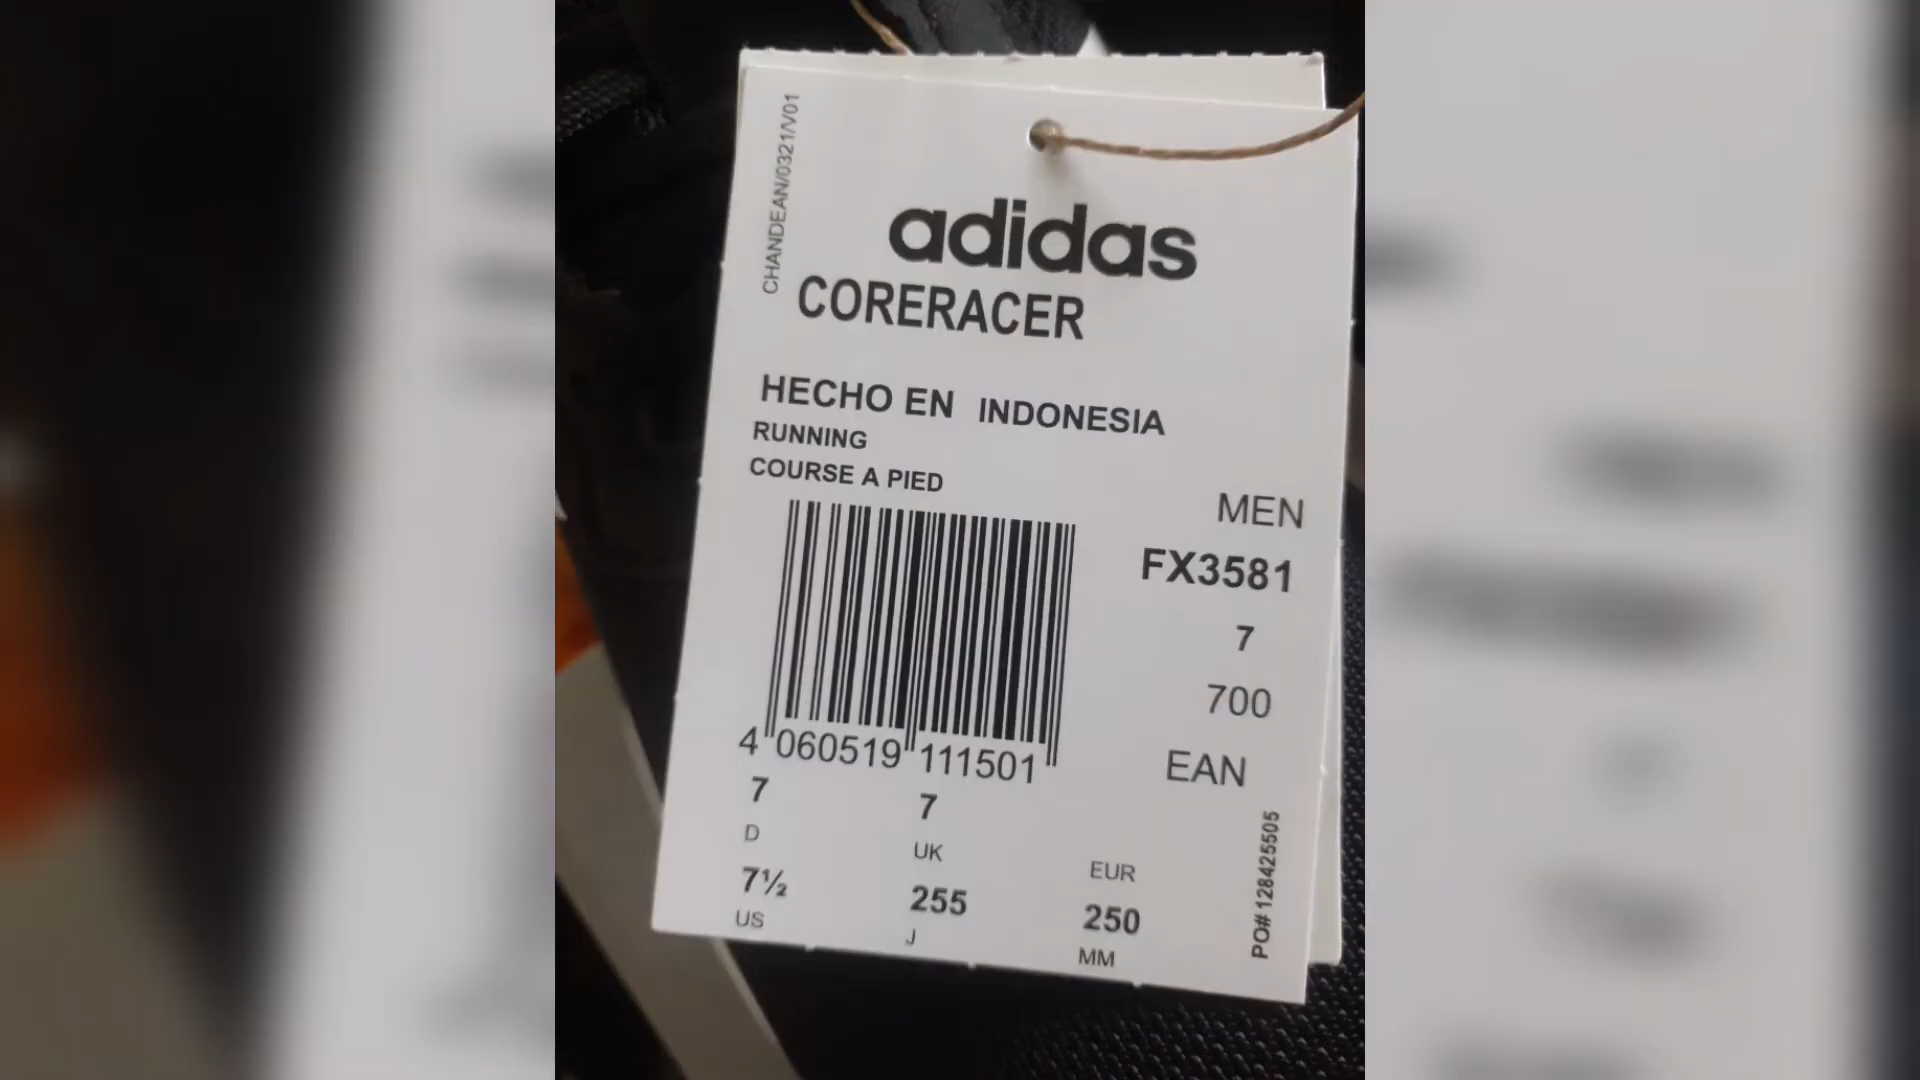 CHANDEAN/0321/V01
adidas
CORERACER
HECHO EN INDONESIA
RUNNING
COURSE A PIED
MEN
FX3581
7
700
EAN
4 060519 111501
7 7
D UK EUR
7½ 255 250
US J MM
PO# 128425505